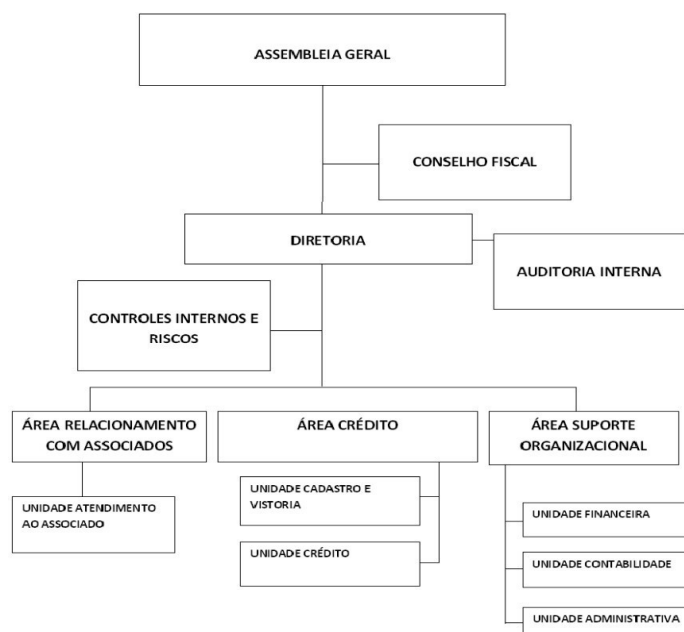 ASSEMBLEIA GERAL
CONSELHO FISCAL
DIRETORIA
AUDITORIA INTERNA
CONTROLES INTERNOS E
RISCOS
ÁREA RELACIONAMENTO
COM ASSOCIADOS
ÁREA CRÉDITO
ÁREA SUPORTE
ORGANIZACIONAL
UNIDADE ATENDIMENTO
AO ASSOCIADO
UNIDADE CADASTRO E
VISTORIA
UNIDADE CRÉDITO
UNIDADE FINANCEIRA
UNIDADE CONTABILIDADE
UNIDADE ADMINISTRATIVA